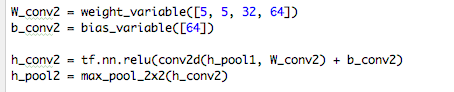 W_conv2 = weight_variable([5, 5, 32, 64])
b_conv2 = bias_variable([64])
h_conv2 = tf.nn.relu(conv2d(h_pool1, W_conv2) + b_conv2)
h_pool2 = max_pool_2x2(h_conv2)